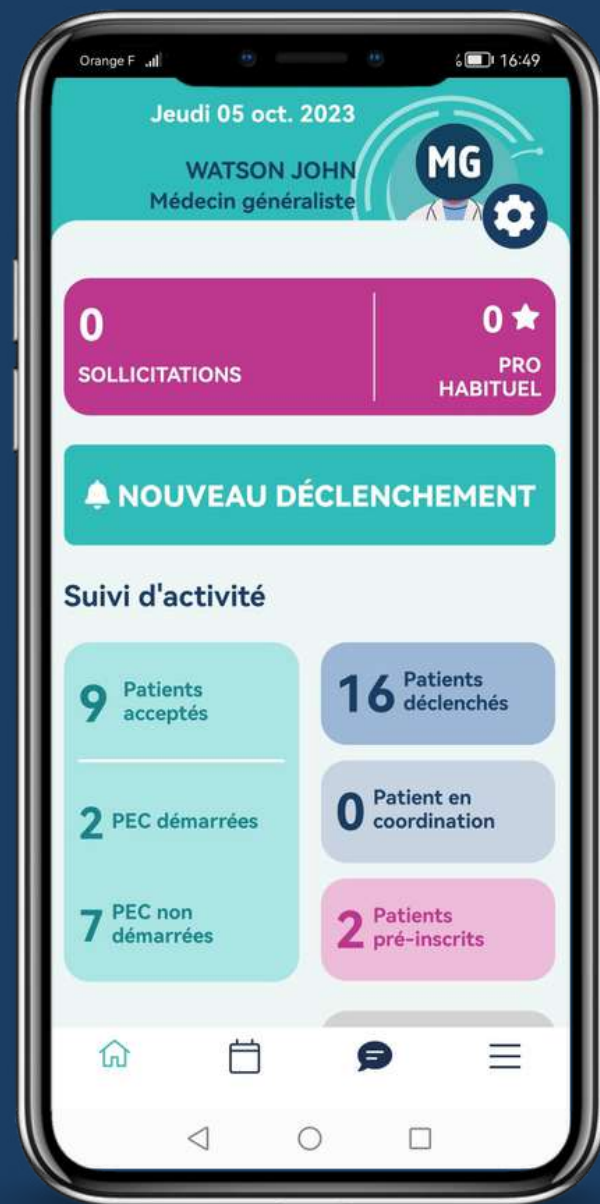 Orange F 16:49
Jeudi 05 oct. 2023
WATSON JOHN
Médecin généraliste
MG
0
SOLLICITATIONS
0
PRO
HABITUEL
NOUVEAU DÉCLENCHEMENT
Suivi d'activité
9 Patients
acceptés
2 PEC démarrées
7 PEC non
démarrées
16 Patients
déclenchés
0 Patient en
coordination
2 Patients
pré-inscrits